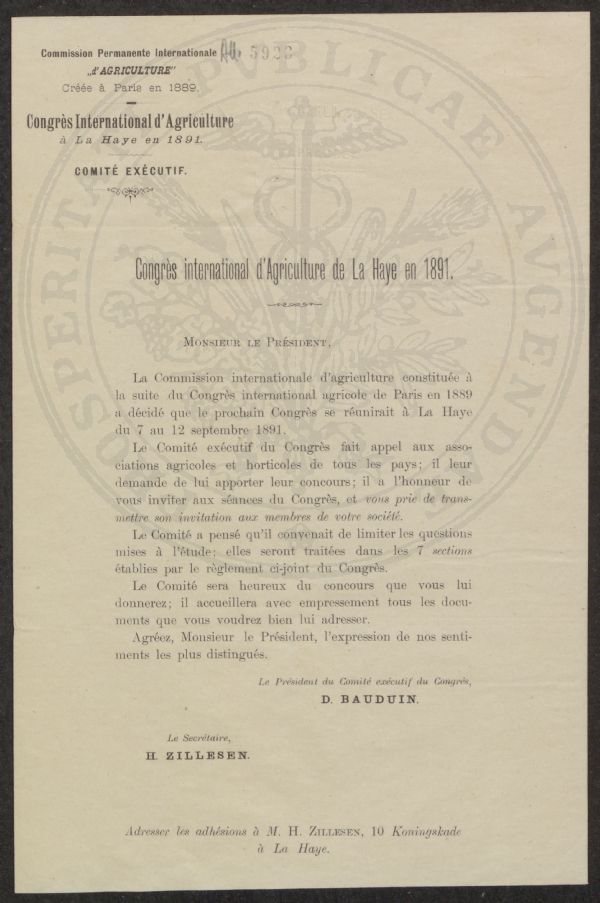 Commission Permanente Internationale
„d'AGRICULTURE"
Créée à Paris en 1889.
Congrès International d'Agriculture
à La Haye en 1891.
COMITÉ EXÉCUTIF.
PROSPERITATI PVBLICAE AVGENDAE
Congrès international d'Agriculture de La Haye en 1891.
Monsieur le Président,
La Commission internationale d'agriculture constituée à
la suite du Congrès international agricole de Paris en 1889
a décidé que le prochain Congrès se réunirait à La Haye
du 7 au 12 septembre 1891.
Le Comité exécutif du Congrès fait appel aux asso-
ciations agricoles et horticoles de tous les pays; il leur
demande de lui apporter leur concours; il a l'honneur de
vous inviter aux séances du Congrès, et vous prie de trans-
mettre son invitation aux membres de votre société.
Le Comité a pensé qu'il convenait de limiter les questions
mises à l'étude; elles seront traitées dans les 7 sections
établies par le règlement ci-joint du Congrès.
Le Comité sera heureux du concours que vous lui
donnerez; il accueillera avec empressement tous les docu-
ments que vous voudrez bien lui adresser.
Agréez, Monsieur le Président, l'expression de nos senti-
ments les plus distingués.
Le Président du Comité exécutif du Congrès,
D. BAUDUIN.
Le Secrétaire,
H. ZILLESEN.
Adresser les adhésions à M. H. Zillesen, 10 Koningskade
à La Haye.